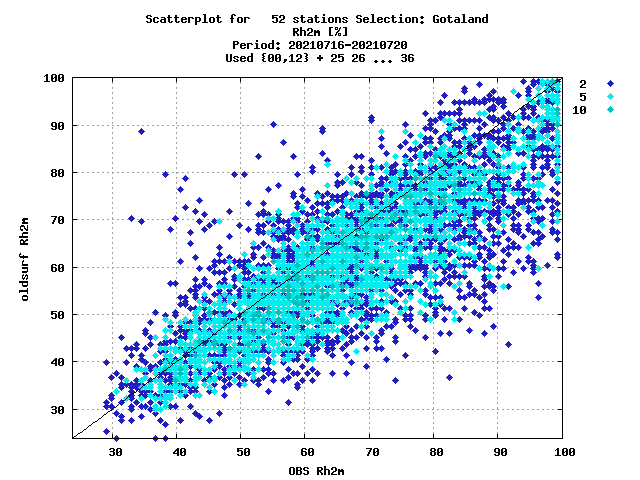 Scatterplot for   52 stations Selection: Gotaland
Rh2m [%]
Period: 20210716-20210720
Used {00,12} + 25 26 ... 36
2
5
10
100
90
80
70
60
50
40
30
oldsurf Rh2m
30 40 50 60 70 80 90 100
OBS Rh2m